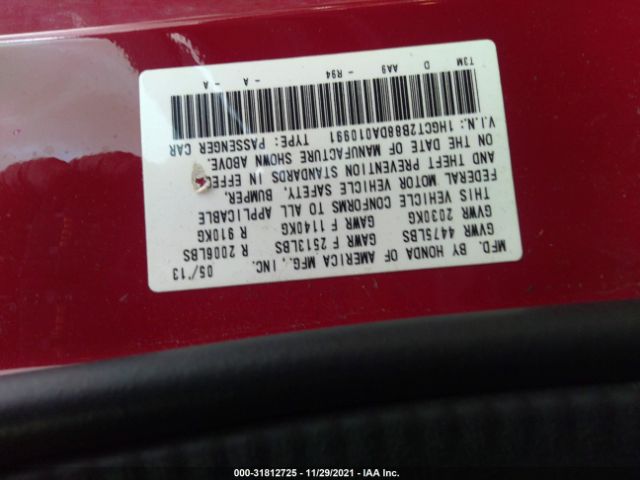 MFD. BY HONDA OF AMERICA MFG., INC. 05/'13
GVWR 4475LBS GAWR F 2513LBS R 2006LBS
GVWR 2030KG GAWR F 1140KG R 910KG
THIS VEHICLE CONFORMS TO ALL APPLICABLE
FEDERAL MOTOR VEHICLE SAFETY, BUMPER,
AND THEFT PREVENTION STANDARDS IN EFFEC
ON THE DATE OF MANUFACTURE SHOWN ABOVE.
V.I.N.: 1HGCT2B88DA010991 TYPE: PASSENGER CAR
T3M D AA9 - R94 - A - A
000-31812725 - 11/29/2021 - IAA Inc.